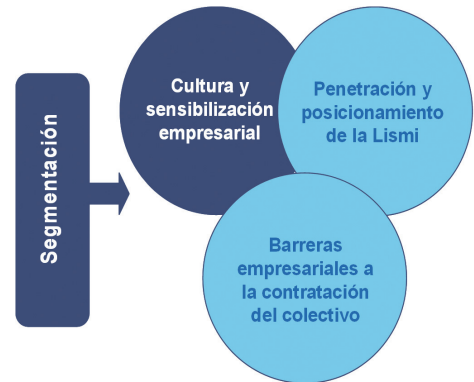 Segmentación
Cultura y
sensibilización
empresarial
Penetración y
posicionamiento
de la Lismi
Barreras
empresariales a
la contratación
del colectivo